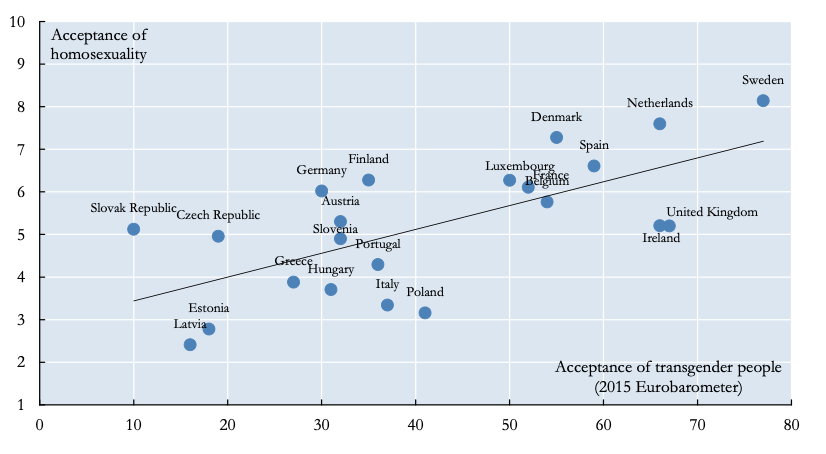 10
Acceptance of
homosexuality
9
Sweden
8
Netherlands
Denmark
7
Spain
Finland
Luxembourg
Germany
France
Belgium
6
Austria
Slovak Republic
Czech Republic
United Kingdom
Slovenia
Ireland
5
Portugal
Greece
Hungary
4
Italy
Poland
Estonia
3
Latvia
2
Acceptance of transgender people
(2015 Eurobarometer)
1
0 10 20 30 40 50 60 70 80